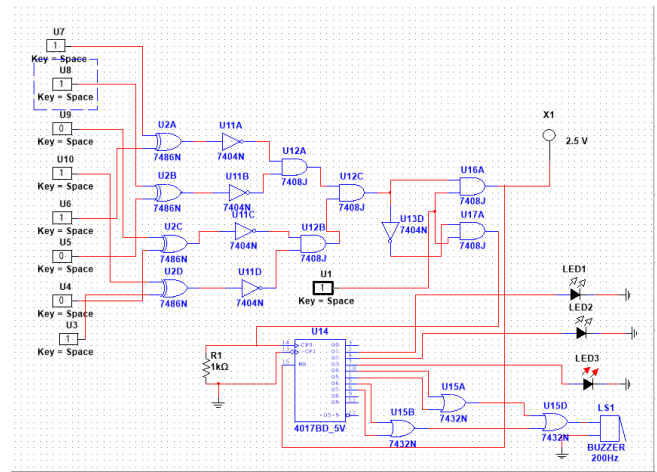 U7
1
Key = Space
U8
1
Key = Space
U9
0
Key = Space
U10
1
Key = Space
U6
1
Key = Space
U5
0
Key = Space
U4
0
Key = Space
U3
1
Key = Space
U2A
7486N
U2B
7486N
U2C
7486N
U2D
7486N
U11A
7404N
U11B
7404N
U11C
7404N
U11D
7404N
U12A
7408J
U12B
7408J
U12C
7408J
U13D
7404N
U16A
7408J
U17A
7408J
X1
2.5 V
U1
1
Key = Space
R1
1kΩ
U14
4017BD_5V
14
13
15
MR
LED1
LED2
LED3
U15A
7432N
U15B
7432N
U15D
7432N
LS1
BUZZER
200Hz